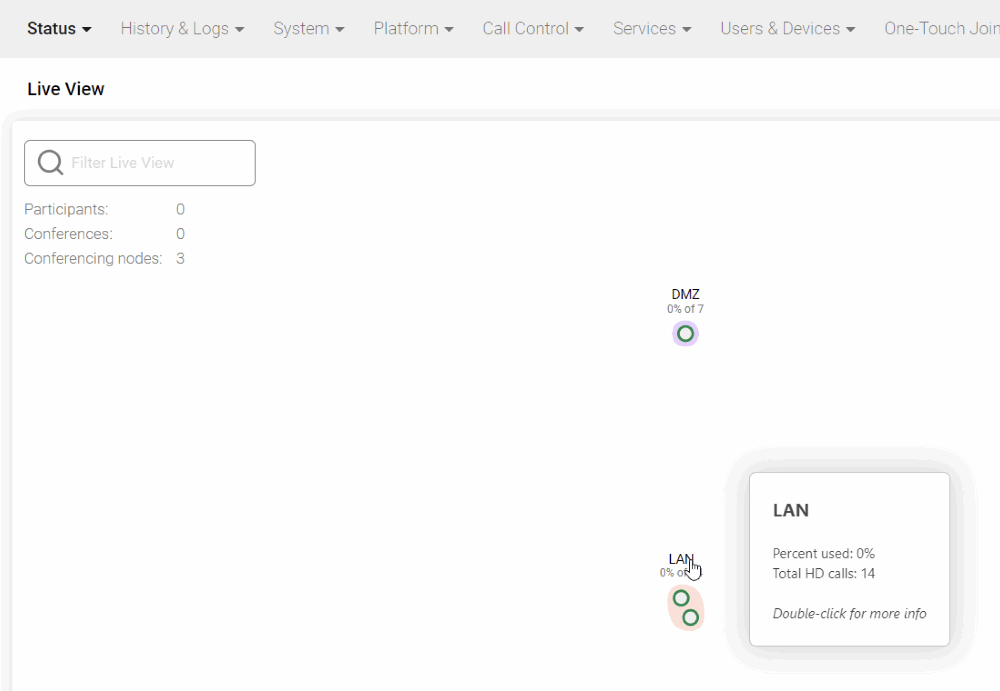 Status History & Logs System Platform Call Control Services Users & Devices One-Touch Join
Live View
Filter Live View
Participants: 0
Conferences: 0
Conferencing nodes: 3
DMZ
0% of 7
LAN
0% of
LAN
Percent used: 0%
Total HD calls: 14
Double-click for more info